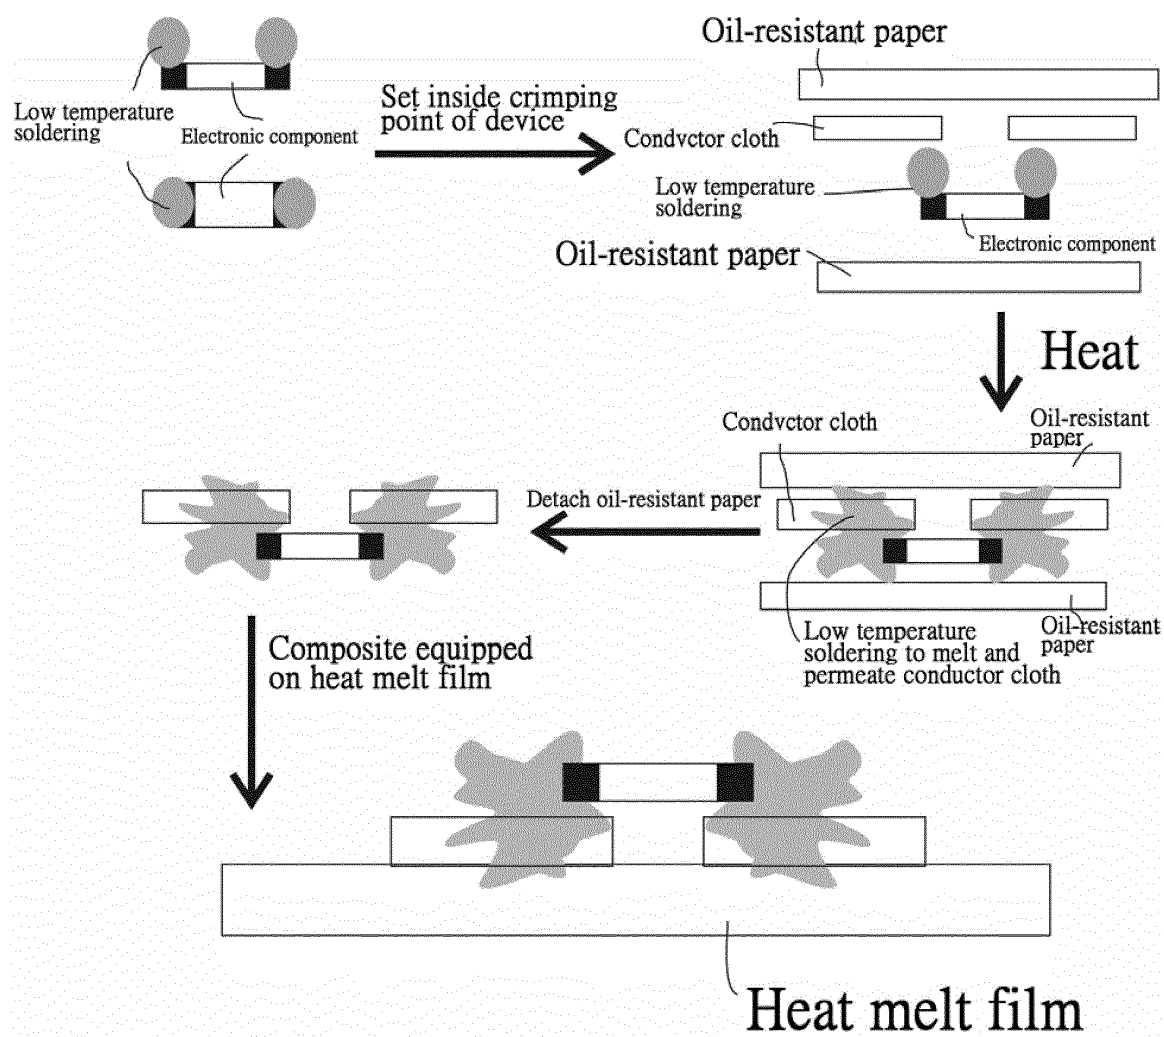 Low temperature
soldering
Electronic component
Set inside crimping
point of device
Oil-resistant paper
Condvctor cloth
Low temperature
soldering
Electronic component
Oil-resistant paper
Heat
Condvctor cloth
Oil-resistant
paper
Detach oil-resistant paper
Low temperature
soldering to melt and
permeate conductor cloth
Oil-resistant
paper
Composite equipped
on heat melt film
Heat melt film